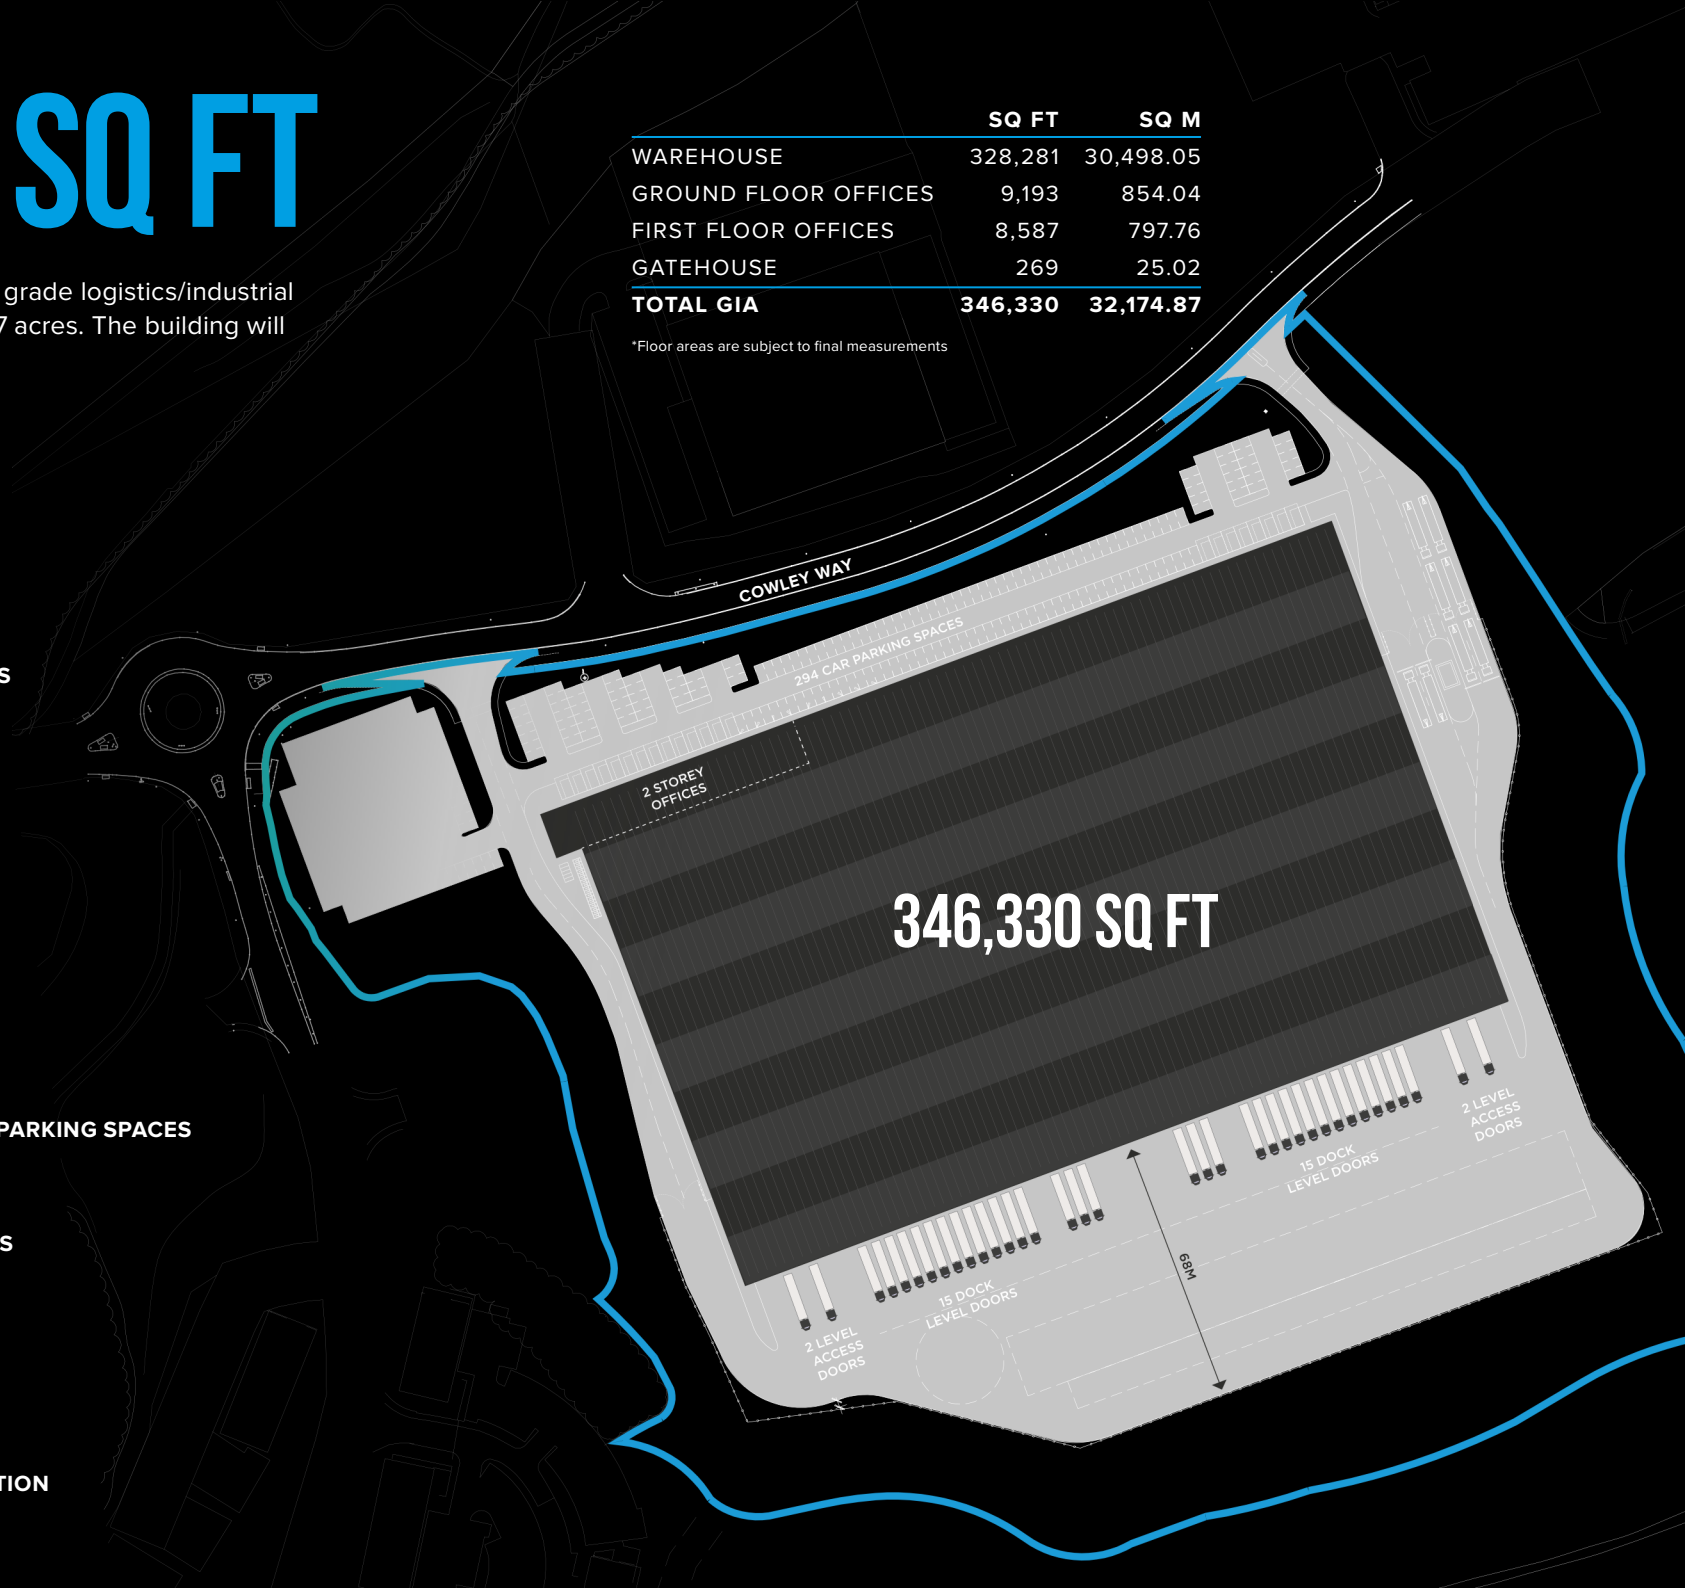 SQ FT
grade logistics/industrial
7 acres. The building will
SQ FT SQ M
WAREHOUSE 328,281 30,498.05
GROUND FLOOR OFFICES 9,193 854.04
FIRST FLOOR OFFICES 8,587 797.76
GATEHOUSE 269 25.02
TOTAL GIA 346,330 32,174.87
*Floor areas are subject to final measurements
COWLEY WAY
294 CAR PARKING SPACES
2 STOREY
OFFICES
346,330 SQ FT
S
PARKING SPACES
S
TION
2 LEVEL
ACCESS
DOORS
15 DOCK
LEVEL DOORS
68M
15 DOCK
LEVEL DOORS
2 LEVEL
ACCESS
DOORS